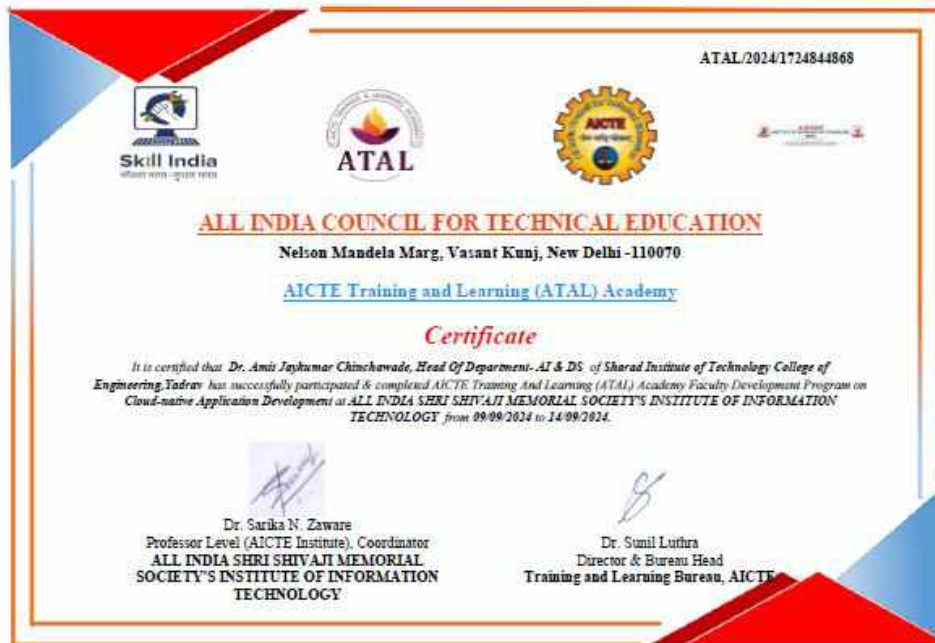 ATAL/2024/1724844868
Skill India
ATAL
AICTE
ALL INDIA COUNCIL FOR TECHNICAL EDUCATION
Nelson Mandela Marg, Vasant Kunj, New Delhi -110070
AICTE Training and Learning (ATAL) Academy
Certificate
It is certified that Dr. Amit Jaykumar Chinchawade, Head Of Department- AI & DS of Sharad Institute of Technology College of
Engineering,Yadrav has successfully participated & completed AICTE Training And Learning (ATAL) Academy Faculty Development Program on
Cloud-native Application Development at ALL INDIA SHRI SHIVAJI MEMORIAL SOCIETY'S INSTITUTE OF INFORMATION
TECHNOLOGY from 09/09/2024 to 14/09/2024.
Dr. Sarika N. Zaware
Professor Level (AICTE Institute), Coordinator
ALL INDIA SHRI SHIVAJI MEMORIAL
SOCIETY'S INSTITUTE OF INFORMATION
TECHNOLOGY
Dr. Sunil Luthra
Director & Bureau Head
Training and Learning Bureau, AICTE